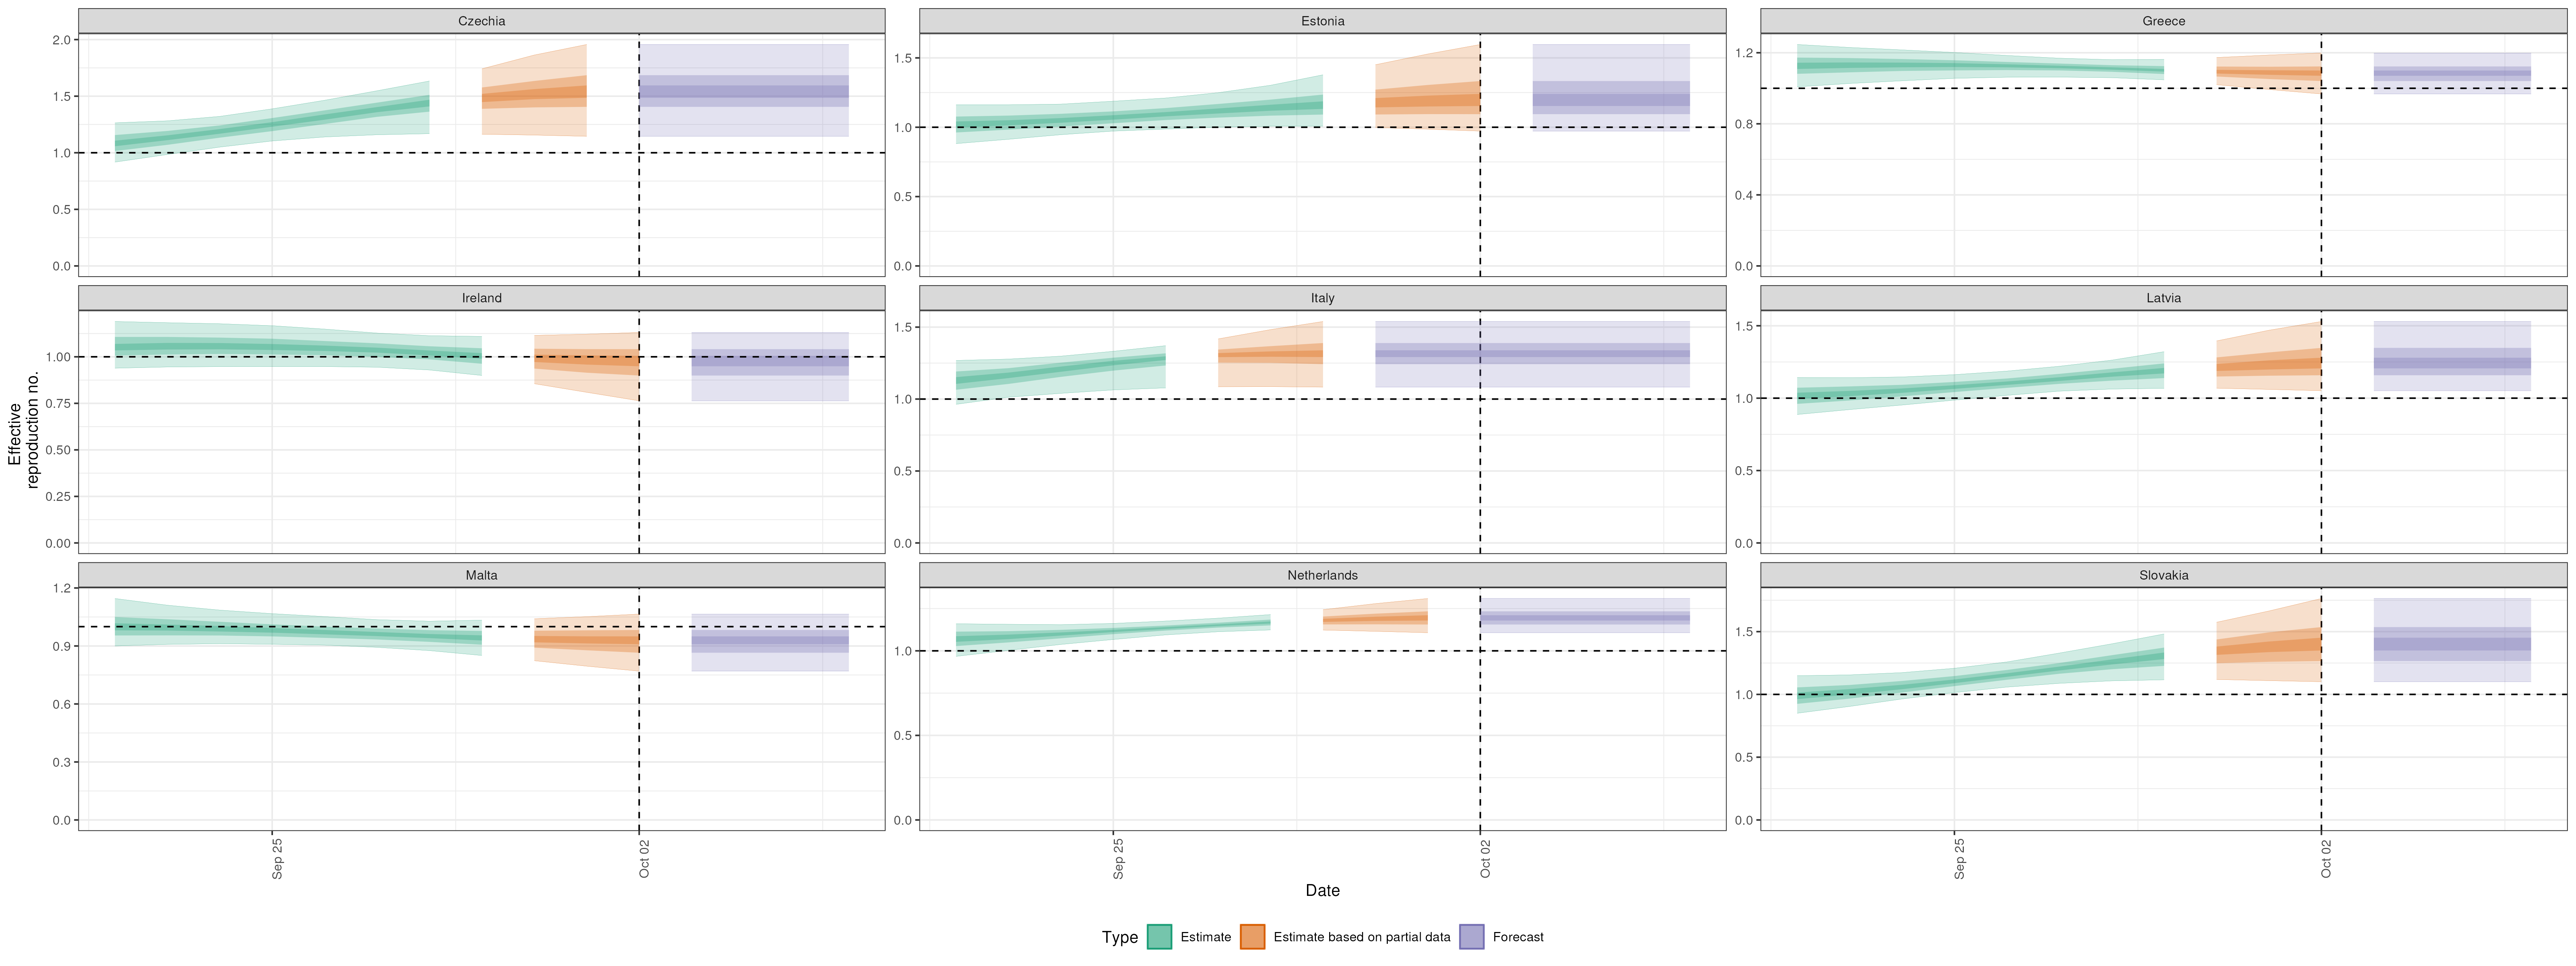 Czechia
Estonia
Greece
2.0
1.5
1.0
0.5
0.0
1.5
1.0
0.5
0.0
1.2
0.8
0.4
0.0
Ireland
Italy
Latvia
1.00
0.75
0.50
0.25
0.00
1.5
1.0
0.5
0.0
1.5
1.0
0.5
0.0
Effective
reproduction no.
Malta
Netherlands
Slovakia
1.2
0.9
0.6
0.3
0.0
1.0
0.5
0.0
1.5
1.0
0.5
0.0
Sep 25
Oct 02
Sep 25
Oct 02
Sep 25
Oct 02
Date
Type Estimate Estimate based on partial data Forecast